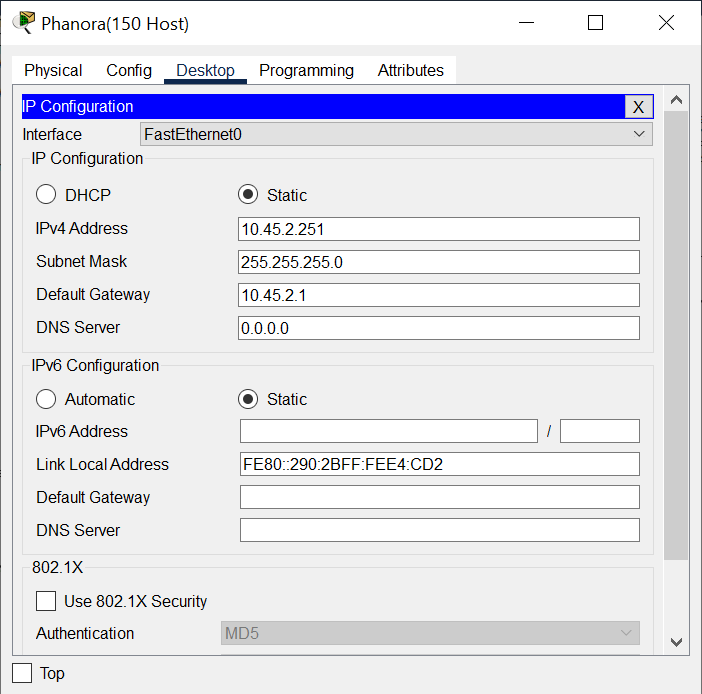 Phanora(150 Host)
Physical Config Desktop Programming Attributes
IP Configuration X
Interface FastEthernet0
IP Configuration
DHCP Static
IPv4 Address 10.45.2.251
Subnet Mask 255.255.255.0
Default Gateway 10.45.2.1
DNS Server 0.0.0.0
IPv6 Configuration
Automatic Static
IPv6 Address /
Link Local Address FE80::290:2BFF:FEE4:CD2
Default Gateway
DNS Server
802.1X
Use 802.1X Security
Authentication MD5
Top